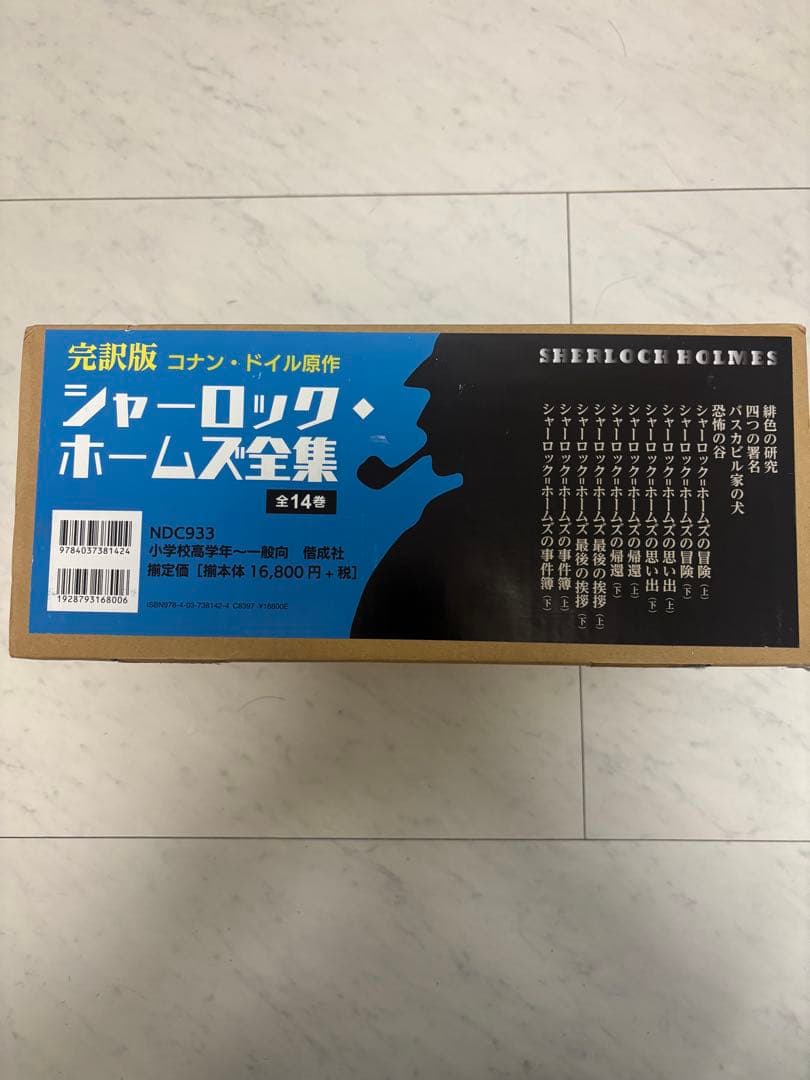 完訳版 コナン・ドイル原作
シャーロック・
ホームズ全集
全14巻
9784037381424
1928793168006
NDC933
小学校高学年～一般向 偕成社
揃定価［揃本体16,800円+税］
ISBN978-4-03-738142-4 C8397 ¥16800E
SHERLOCK HOLMES
緋色の研究
四つの署名
バスカビル家の犬
恐怖の谷
シャーロック=ホームズの冒険（上）
シャーロック=ホームズの冒険（下）
シャーロック=ホームズの思い出（上）
シャーロック=ホームズの思い出（下）
シャーロック=ホームズの帰還（上）
シャーロック=ホームズの帰還（下）
シャーロック=ホームズ 最後の挨拶（上）
シャーロック=ホームズ 最後の挨拶（下）
シャーロック=ホームズの事件簿（上）
シャーロック=ホームズの事件簿（下）